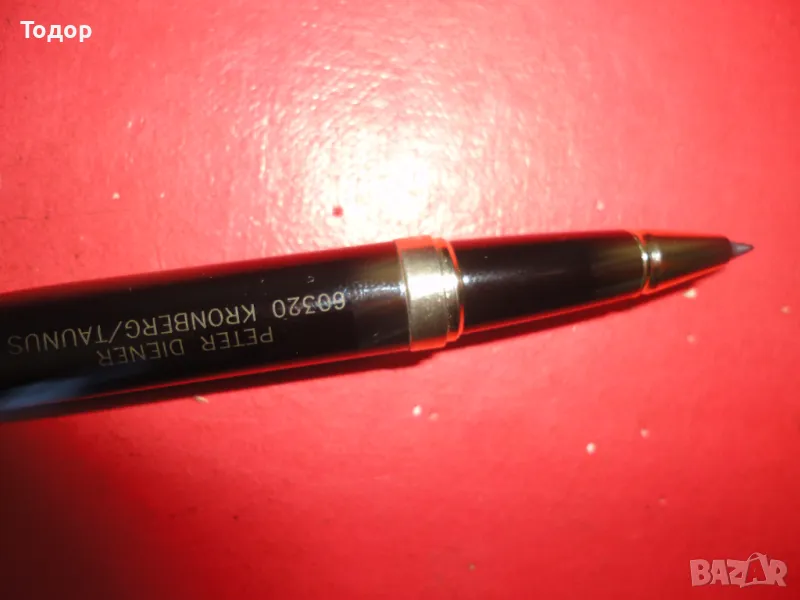 Тодор
PETER DIENER
60320 KRONBERG/TAUNUS
BAZAR